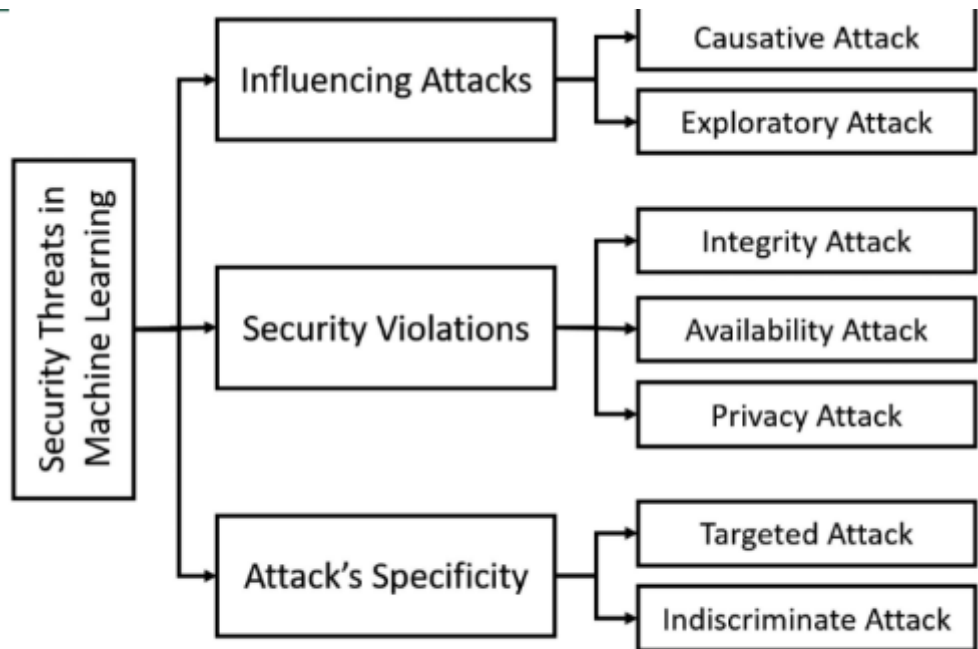 Security Threats in
Machine Learning
Influencing Attacks
Causative Attack
Exploratory Attack
Security Violations
Integrity Attack
Availability Attack
Privacy Attack
Attack's Specificity
Targeted Attack
Indiscriminate Attack